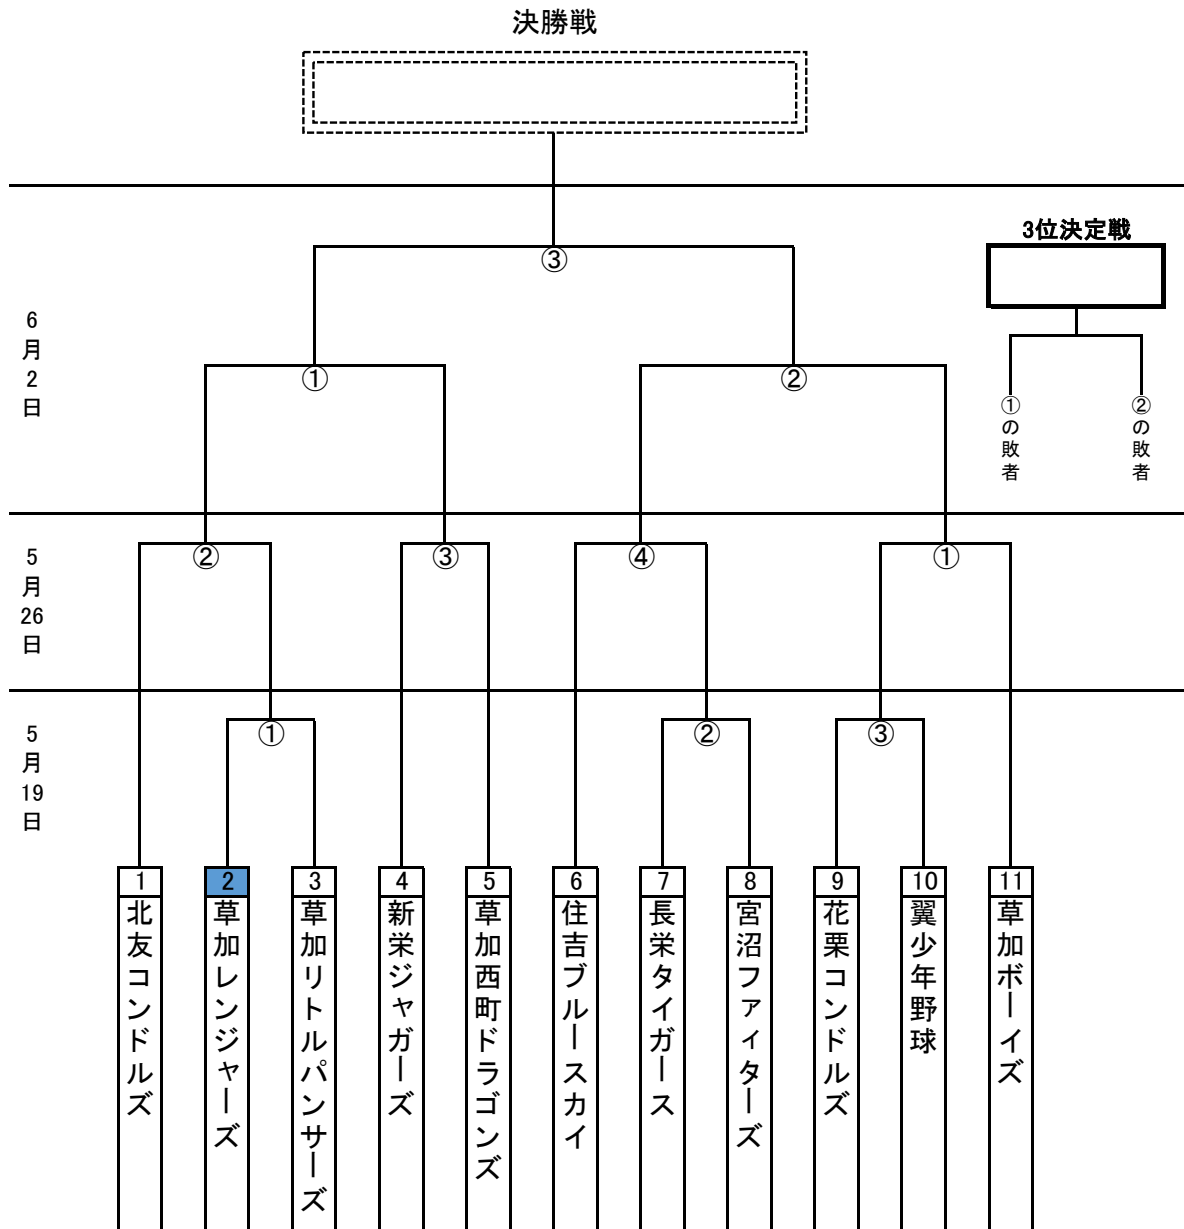 決勝戦
3位決定戦
③
6月2日
①
②
①の敗者
②の敗者
5月26日
②
③
④
①
5月19日
①
②
③
1
2
3
4
5
6
7
8
9
10
11
北友コンドルズ
草加レンジャーズ
草加リトルパンサーズ
新栄ジャガーズ
草加西町ドラゴンズ
住吉ブルースカイ
長栄タイガース
宮沼ファイターズ
花栗コンドルズ
翼少年野球
草加ボーイズ